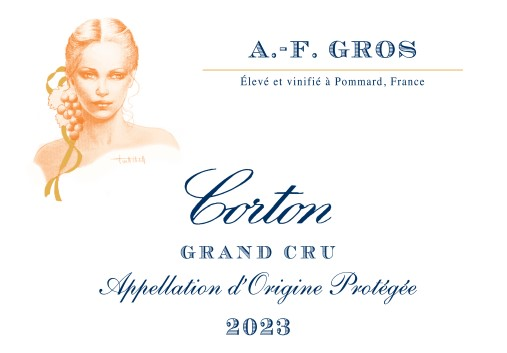 A.-F. GROS
Élevé et vinifié à Pommard, France
Corton
GRAND CRU
Appellation d'Origine Protégée
2023